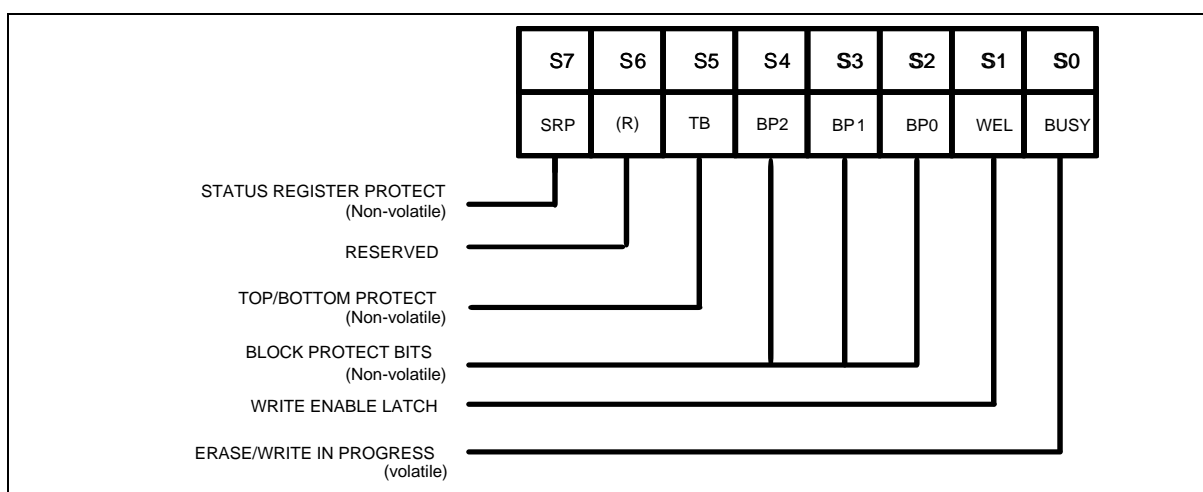 S7 S6 S5 S4 S3 S2 S1 S0
SRP (R) TB BP2 BP1 BP0 WEL BUSY
STATUS REGISTER PROTECT
(Non-volatile)
RESERVED
TOP/BOTTOM PROTECT
(Non-volatile)
BLOCK PROTECT BITS
(Non-volatile)
WRITE ENABLE LATCH
ERASE/WRITE IN PROGRESS
(volatile)